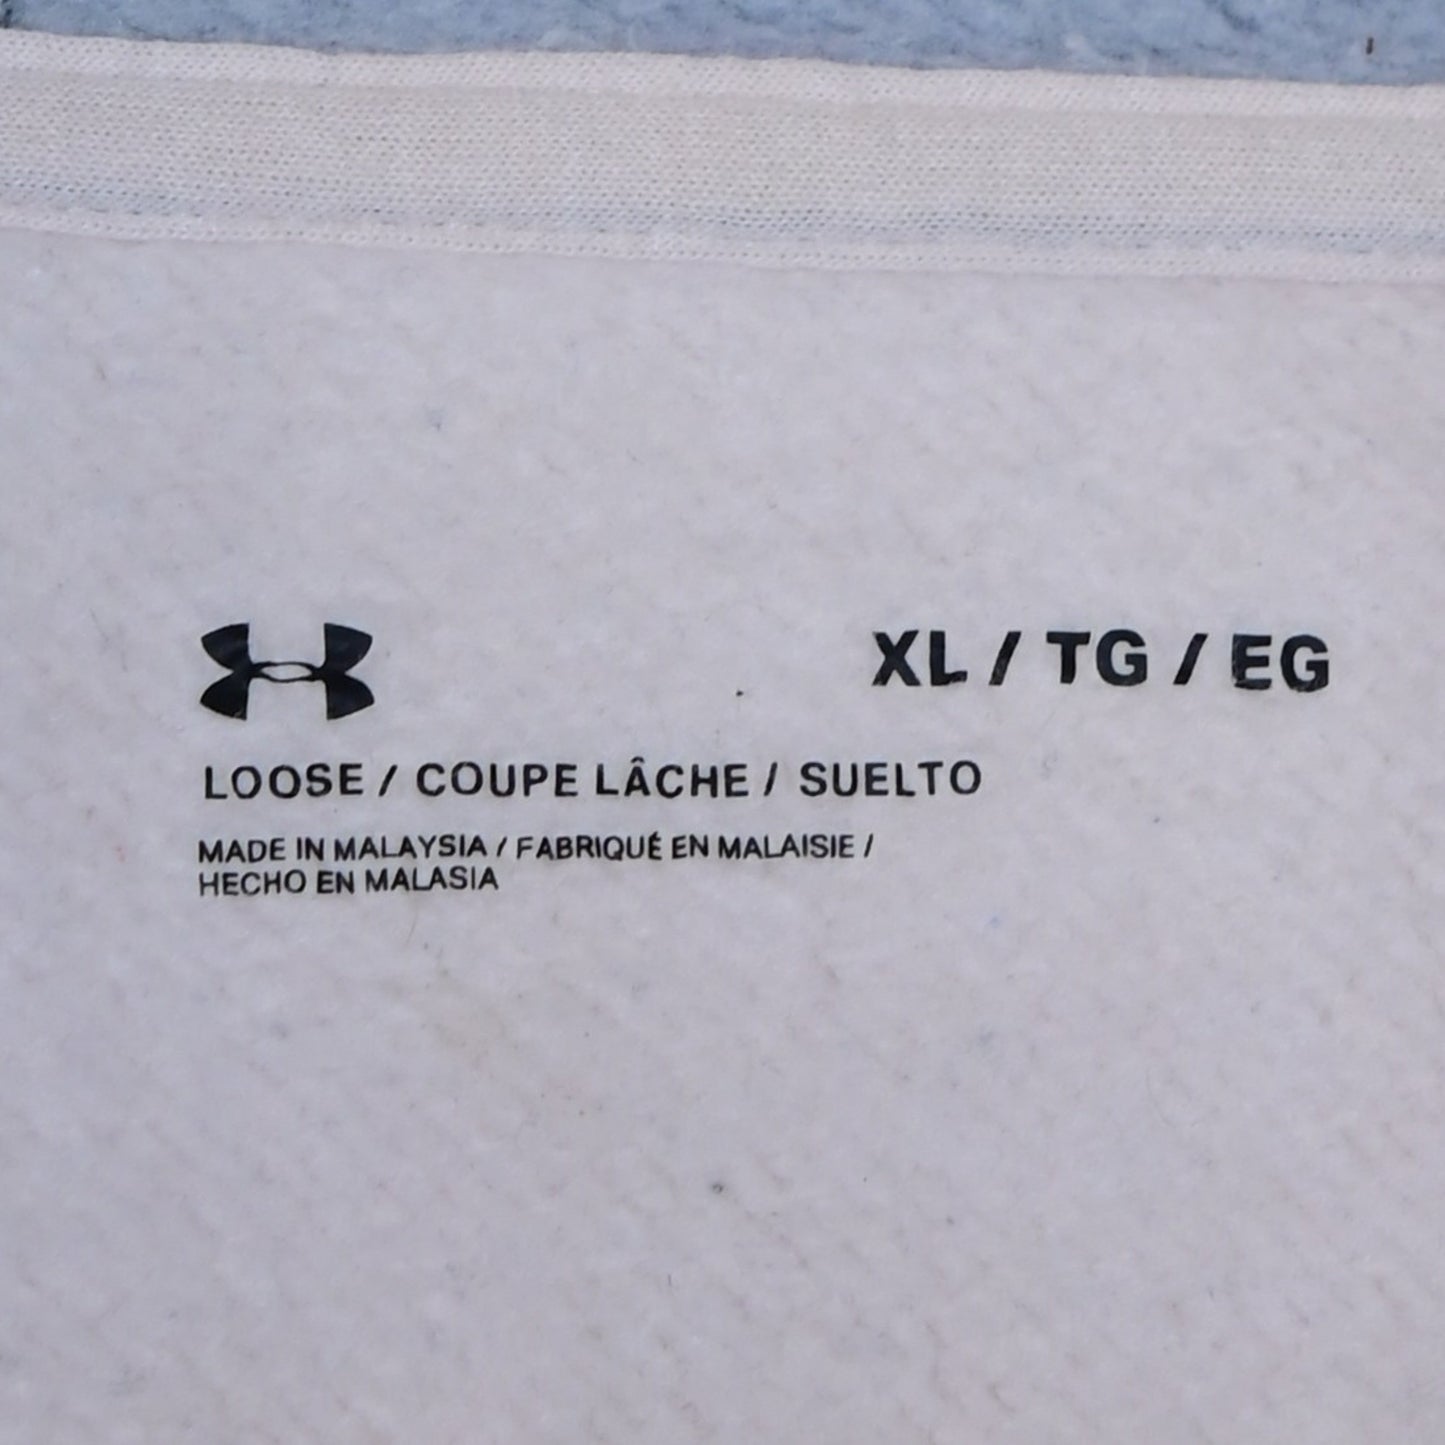 XL / TG / EG
LOOSE / COUPE LÂCHE / SUELTO
MADE IN MALAYSIA / FABRIQUÉ EN MALAISIE /
HECHO EN MALASIA